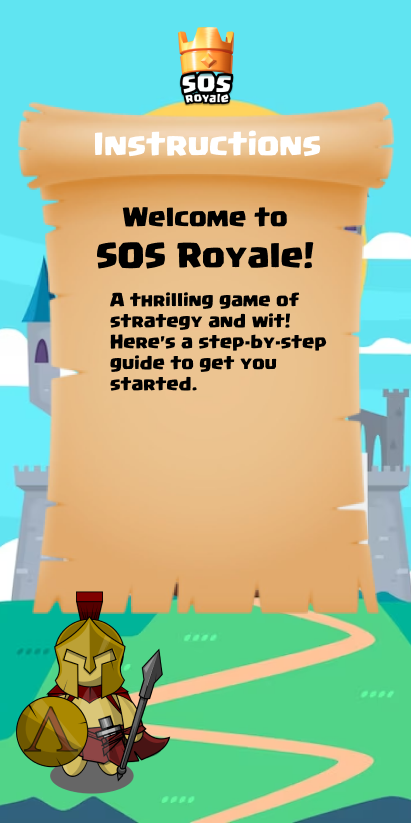 SOS
Royale
Instructions
Welcome to
SOS Royale!
A thrilling game of
strategy and wit!
Here's a step-by-step
guide to get you
started.
Λ